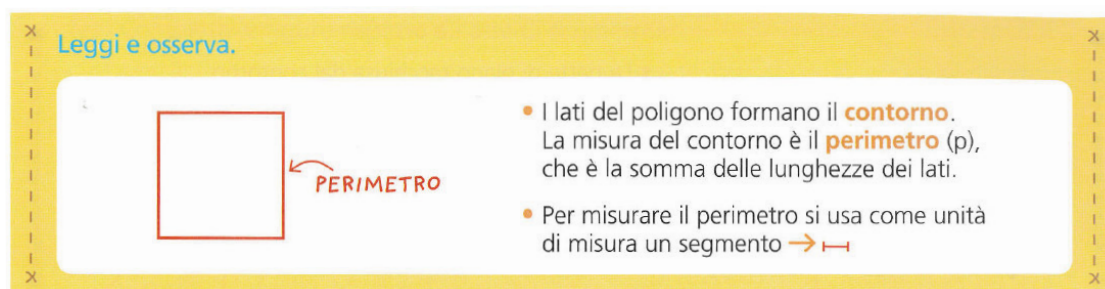 Leggi e osserva.
PERIMETRO
• I lati del poligono formano il contorno.
La misura del contorno è il perimetro (p),
che è la somma delle lunghezze dei lati.
• Per misurare il perimetro si usa come unità
di misura un segmento →